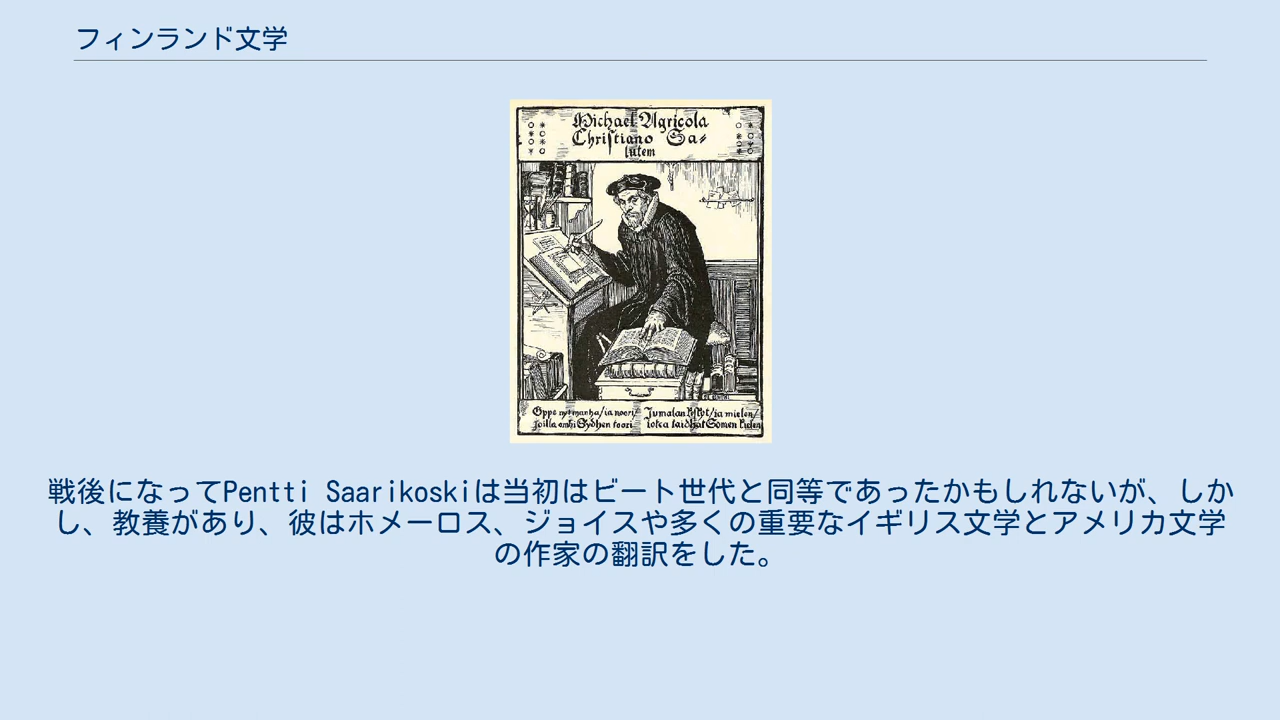 フィンランド文学
Michael Agricola
Christiano Sa-
lutem
戦後になってPentti Saarikoskiは当初はビート世代と同等であったかもしれないが、しか
し、教養があり、彼はホメーロス、ジョイスや多くの重要なイギリス文学とアメリカ文学
の作家の翻訳をした。